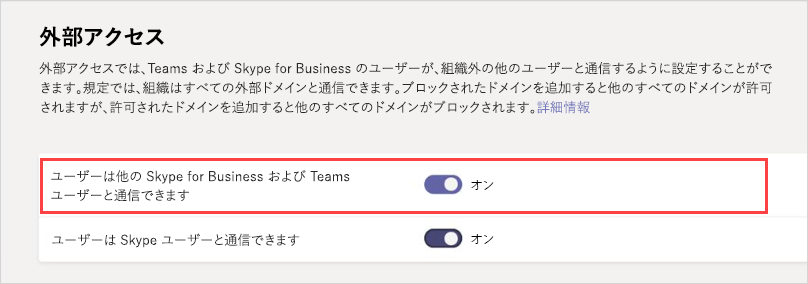 外部アクセス
外部アクセスでは、Teams および Skype for Business のユーザーが、組織外の他のユーザーと通信するように設定することがで
きます。規定では、組織はすべての外部ドメインと通信できます。ブロックされたドメインを追加すると他のすべてのドメインが許可
されますが、許可されたドメインを追加すると他のすべてのドメインがブロックされます。詳細情報
ユーザーは他の Skype for Business および Teams
ユーザーと通信できます
オン
ユーザーは Skype ユーザーと通信できます
オン